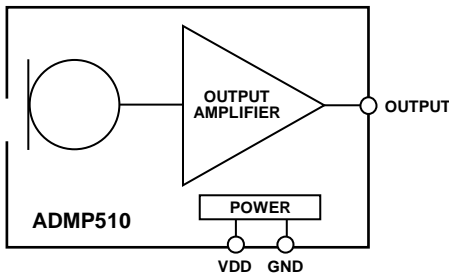 OUTPUT
AMPLIFIER
OUTPUT
POWER
ADMP510
VDD GND